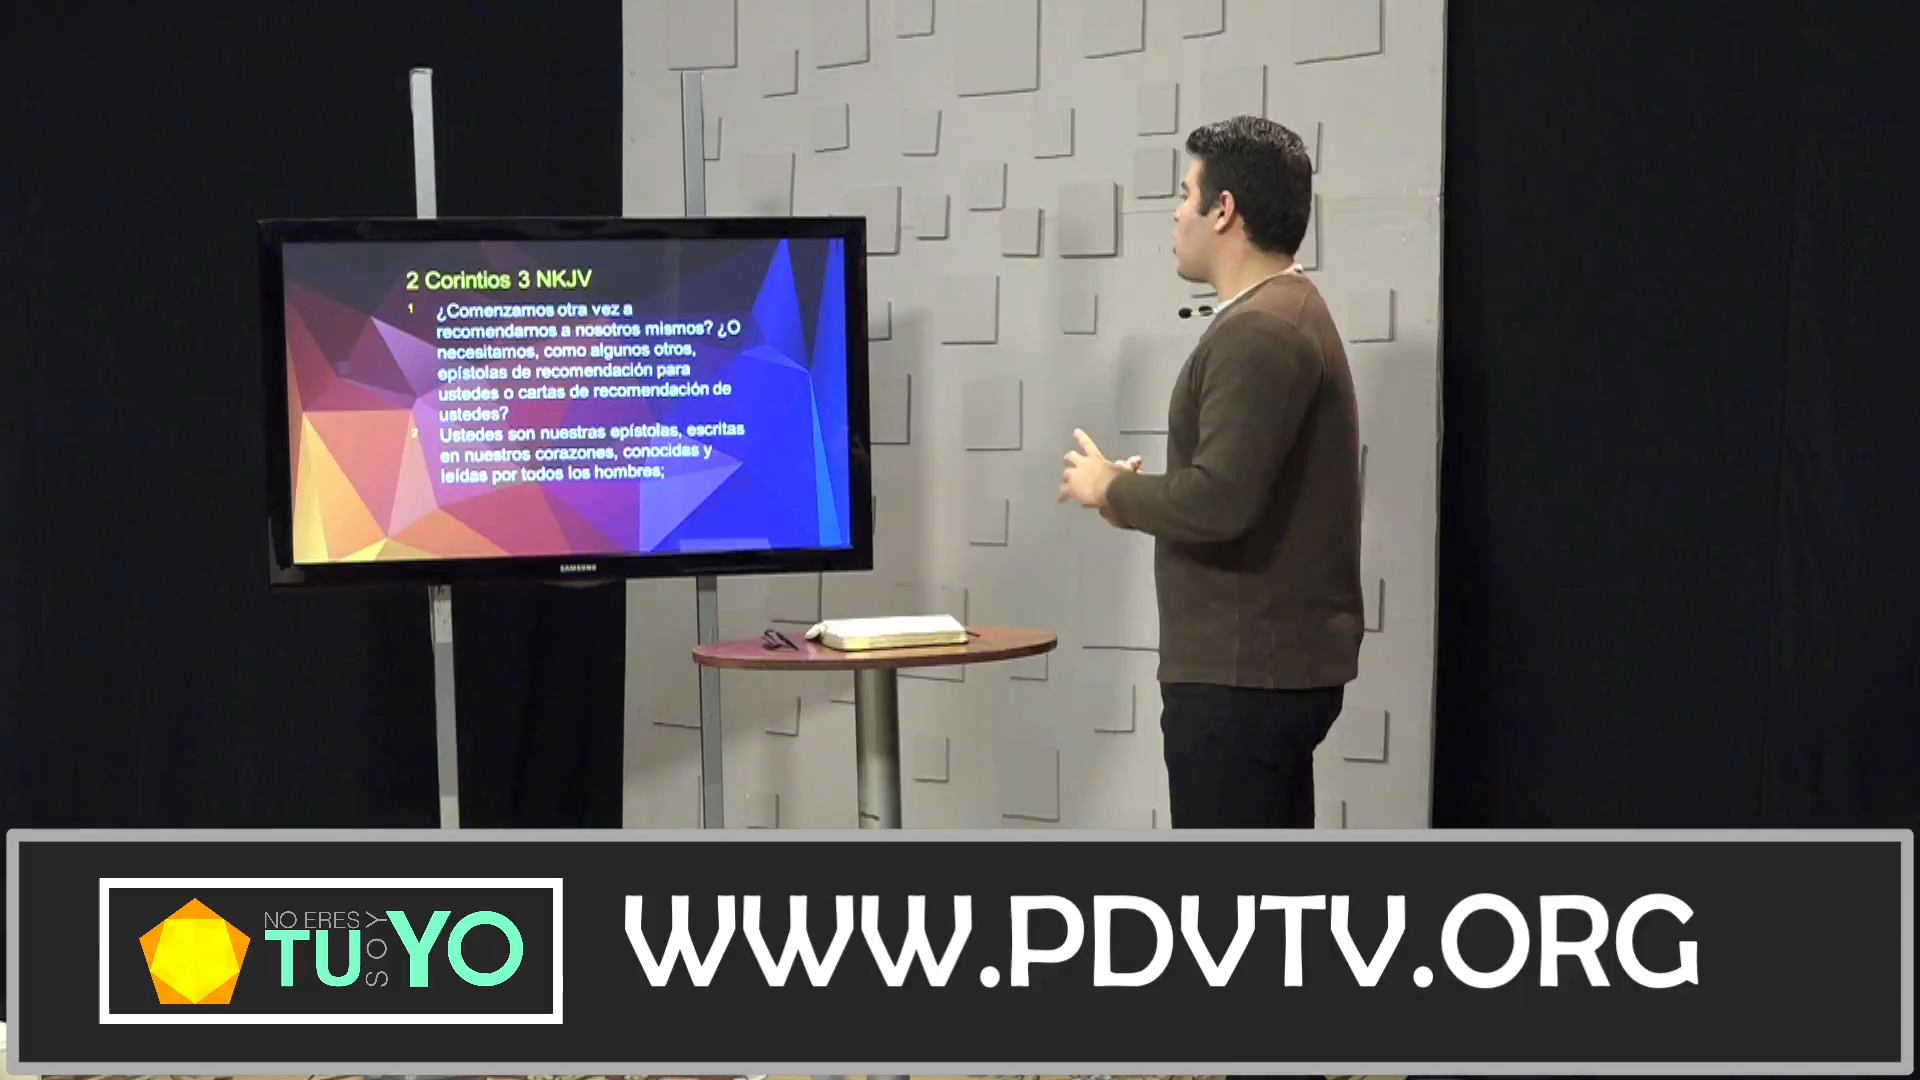 2 Corintios 3 NKJV
1 ¿Comenzamos otra vez a
recomendarnos a nosotros mismos? ¿O
necesitamos, como algunos otros,
epístolas de recomendación para
ustedes o cartas de recomendación de
ustedes?
2 Ustedes son nuestras epístolas, escritas
en nuestros corazones, conocidas y
leídas por todos los hombres;
SAMSUNG
NO ERES
TU
SOY
YO
WWW.PDVTV.ORG